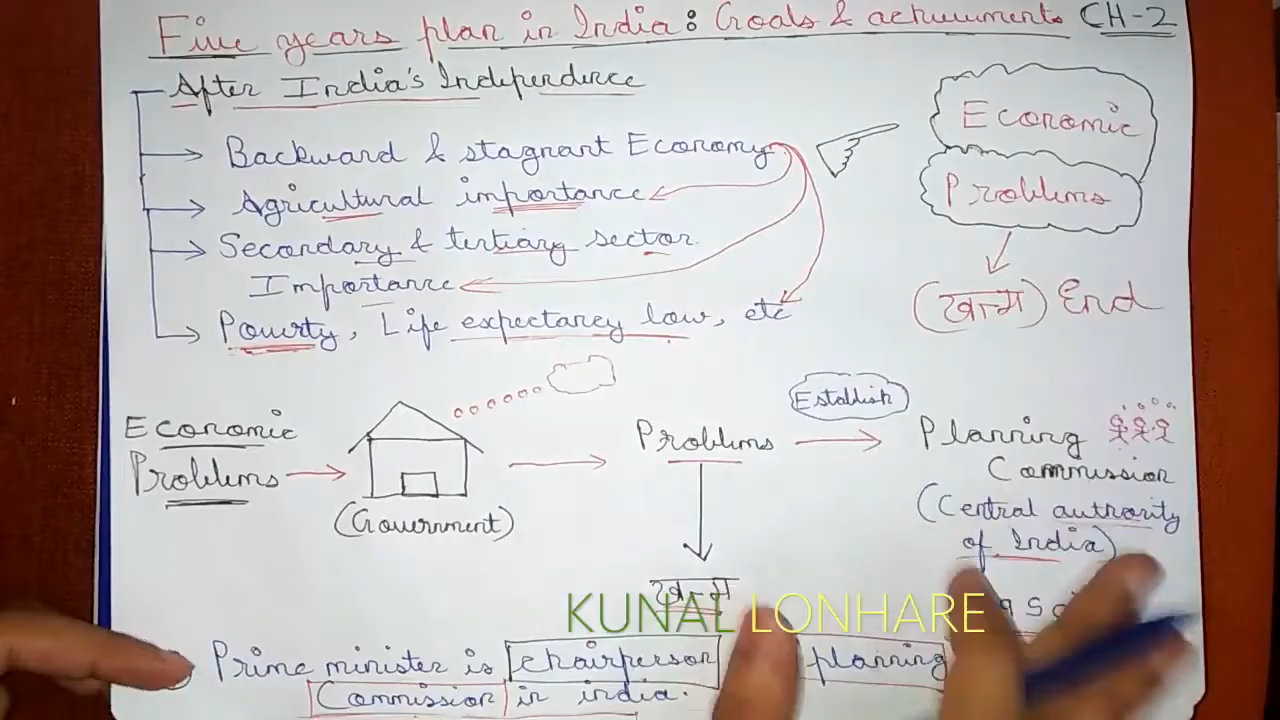 Five years plan in India: Goals & achievements CH-2
After India's Independence
Backward & stagnant Economy
Agricultural importance
Secondary & tertiary sector
Importance
Poverty, Life expectancy low, etc
Economic
Problems
(खत्म) End
Economic
Problems
(Government)
Problems
खत्म
Establish
Planning
Commission
(Central authority
of India)
KUNAL LONHARE
Prime minister is chairperson planning
Commission in india.